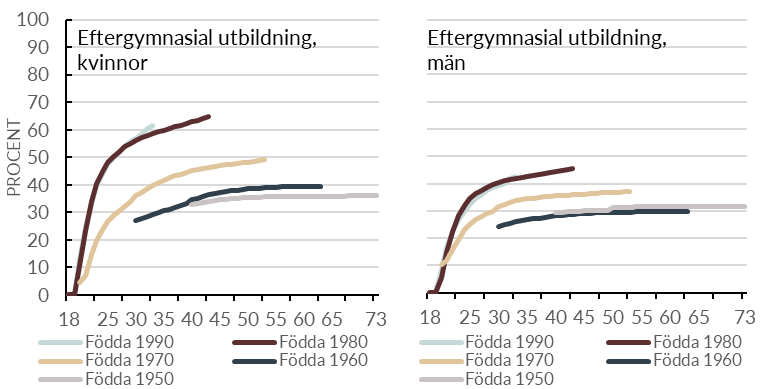 Eftergymnasial utbildning,
kvinnor
PROCENT
100
90
80
70
60
50
40
30
20
10
0
18 25 30 35 40 45 50 55 60 65 73
Födda 1990 Födda 1980
Födda 1970 Födda 1960
Födda 1950
Eftergymnasial utbildning,
män
18 25 30 35 40 45 50 55 60 65 73
Födda 1990 Födda 1980
Födda 1970 Födda 1960
Födda 1950